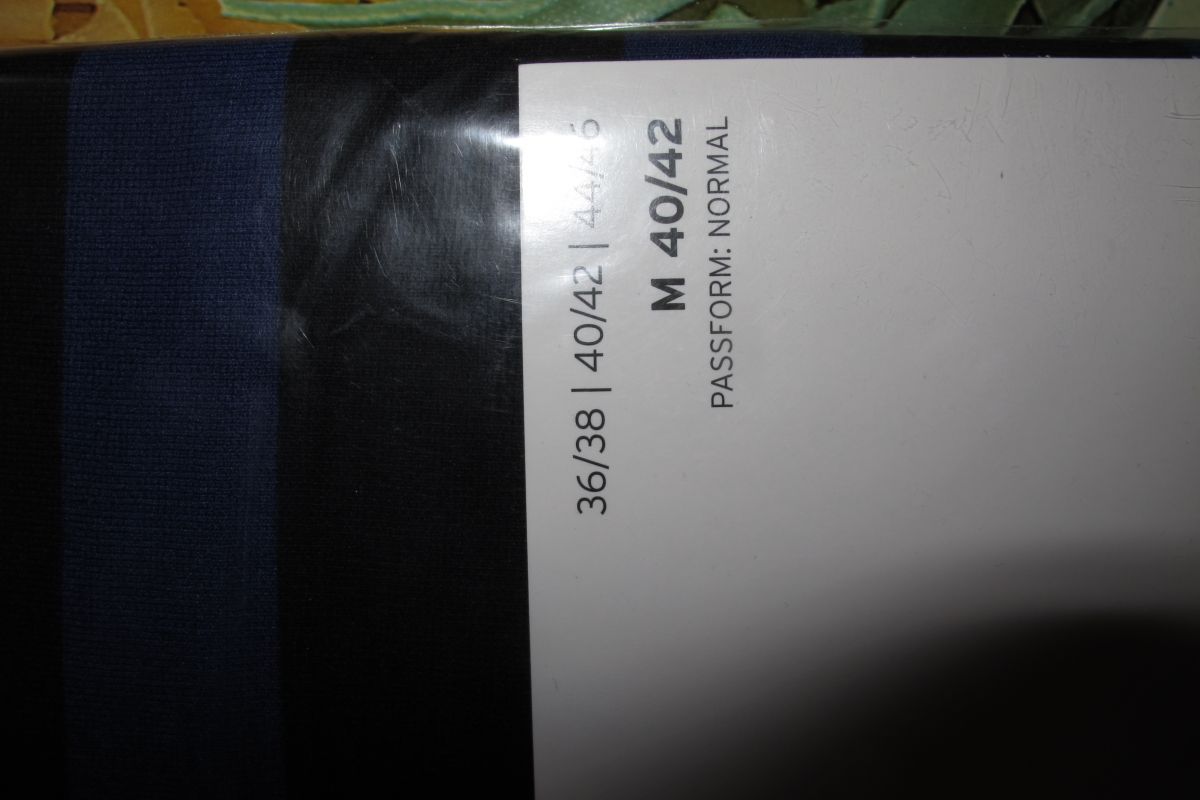 36/38 | 40/42 | 44/46
M 40/42
PASSFORM: NORMAL